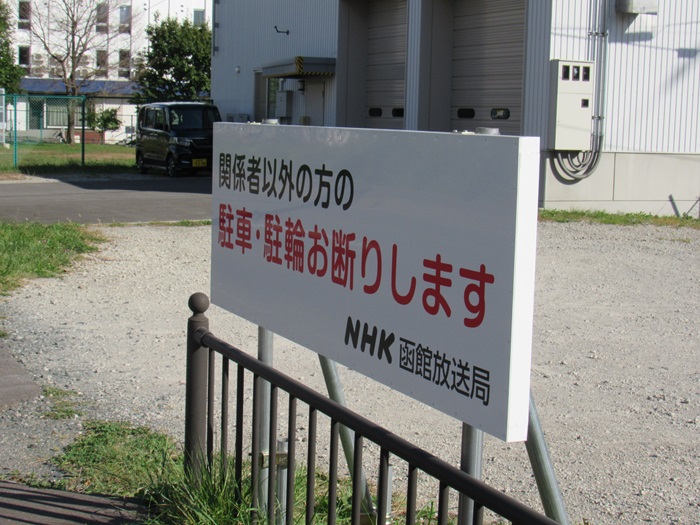 関係者以外の方の
駐車・駐輪お断りします
NHK 函館放送局